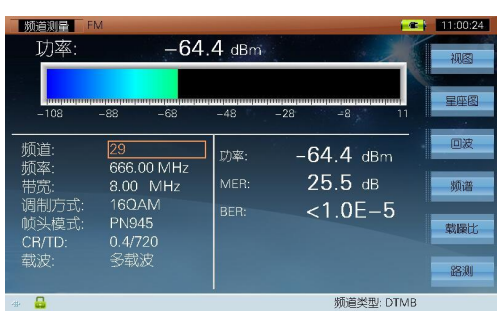 频道测量 FM 11:00:24
功率: -64.4 dBm
-108 -88 -68 -48 -28 -8 11
频道: 29
频率: 666.00 MHz
带宽: 8.00 MHz
调制方式: 16QAM
帧头模式: PN945
CR/TD: 0.4/720
载波: 多载波
功率: -64.4 dBm
MER: 25.5 dB
BER: <1.0E-5
视图
星座图
回波
频谱
载噪比
路测
频道类型: DTMB